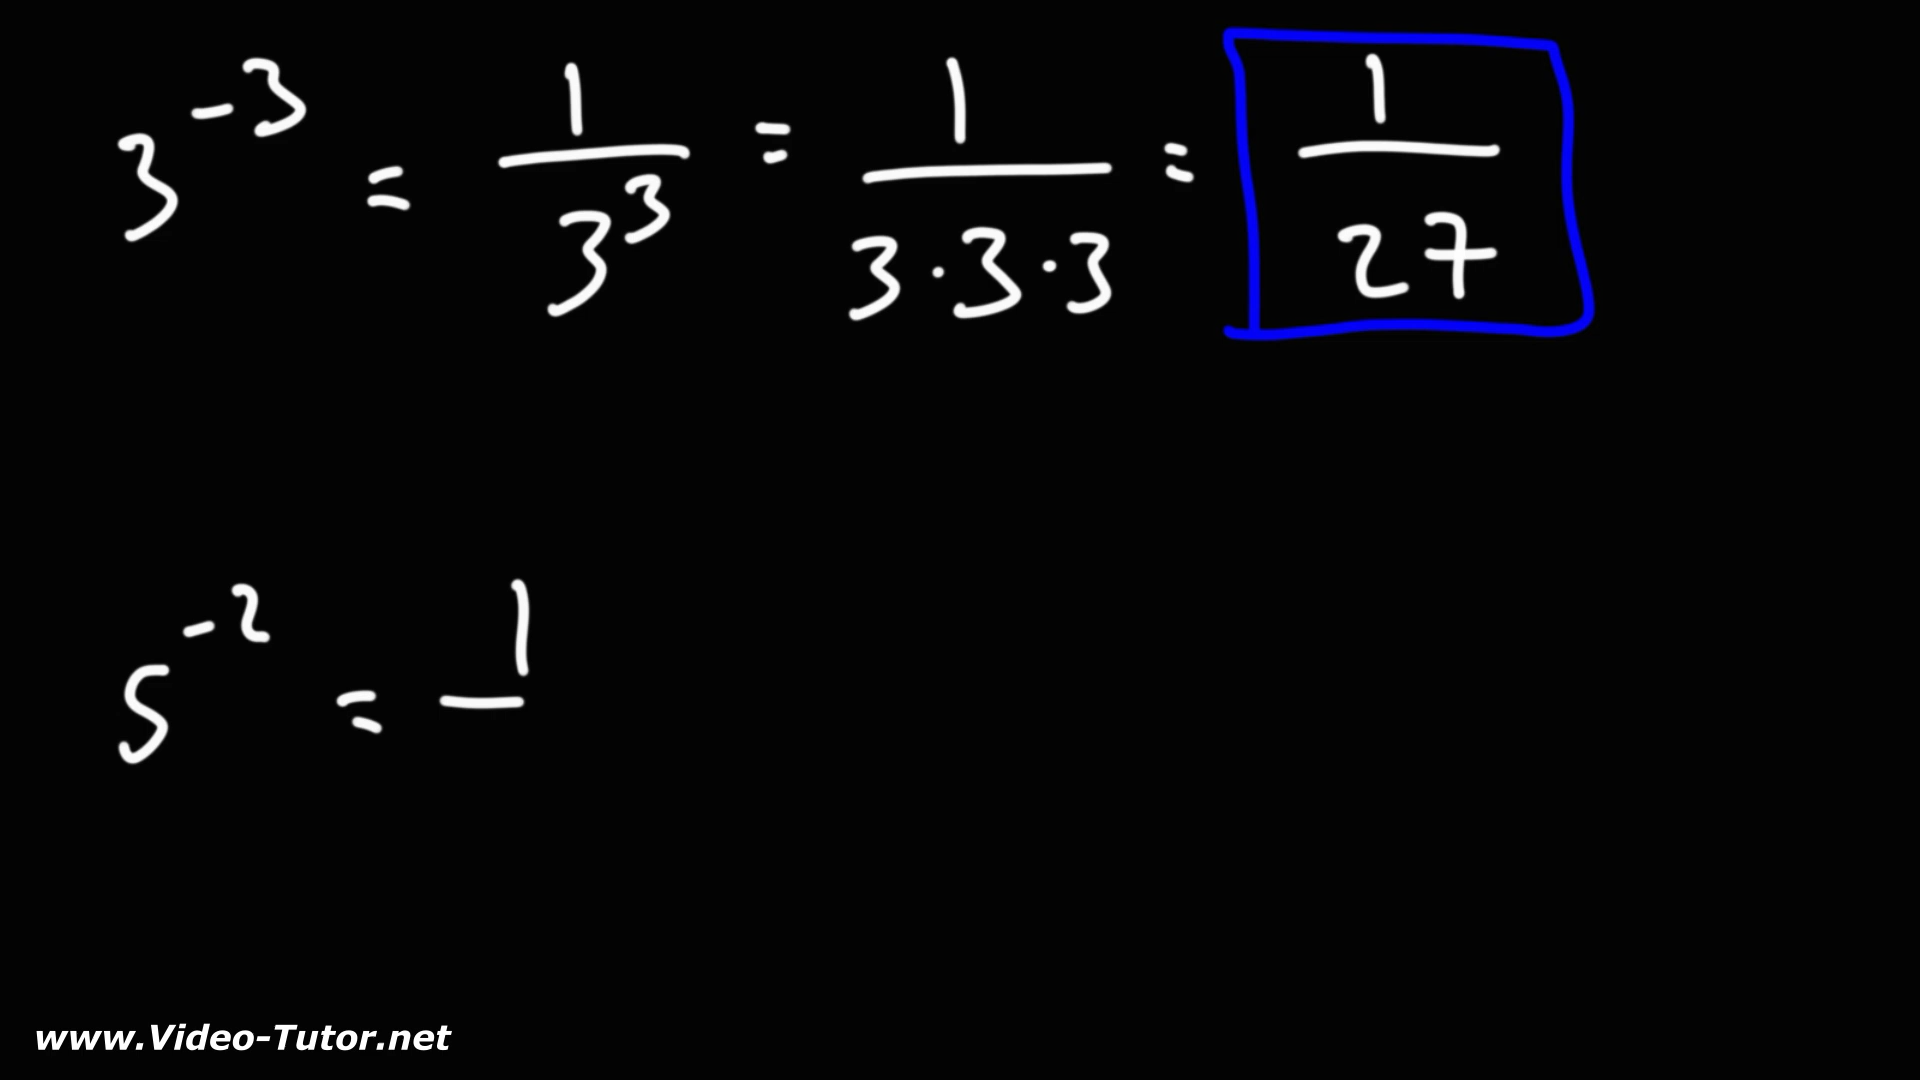 3^-3 = 1/3^3 = 1/3·3·3 = 1/27
5^-2 = 1/
www.Video-Tutor.net